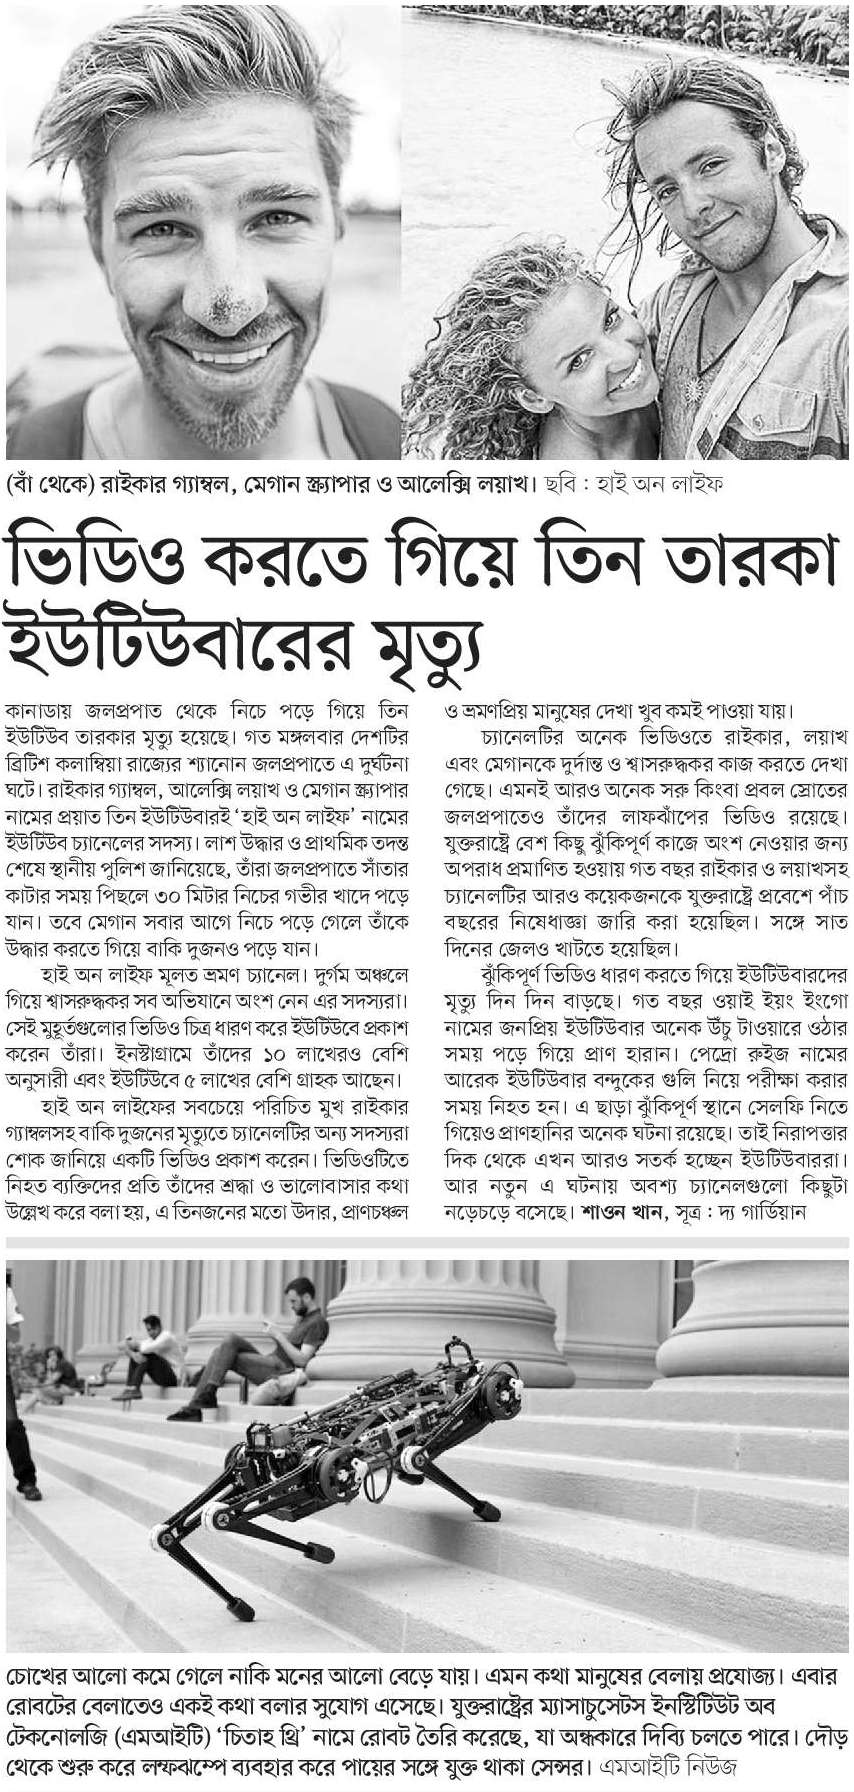 (বাঁ থেকে) রাইকার গ্যাম্বল, মেগান স্ক্র্যাপার ও আলেক্সি লয়াখ। ছবি : হাই অন লাইফ
ভিডিও করতে গিয়ে তিন তারকা
ইউটিউবারের মৃত্যু
কানাডায় জলপ্রপাত থেকে নিচে পড়ে গিয়ে তিন
ইউটিউব তারকার মৃত্যু হয়েছে। গত মঙ্গলবার দেশটির
ব্রিটিশ কলাম্বিয়া রাজ্যের শ্যানোন জলপ্রপাতে এ দুর্ঘটনা
ঘটে। রাইকার গ্যাম্বল, আলেক্সি লয়াখ ও মেগান স্ক্র্যাপার
নামের প্রয়াত তিন ইউটিউবারই ‘হাই অন লাইফ’ নামের
ইউটিউব চ্যানেলের সদস্য। লাশ উদ্ধার ও প্রাথমিক তদন্ত
শেষে স্থানীয় পুলিশ জানিয়েছে, তাঁরা জলপ্রপাতে সাঁতার
কাটার সময় পিছলে ৩০ মিটার নিচের গভীর খাদে পড়ে
যান। তবে মেগান সবার আগে নিচে পড়ে গেলে তাঁকে
উদ্ধার করতে গিয়ে বাকি দুজনও পড়ে যান।
হাই অন লাইফ মূলত ভ্রমণ চ্যানেল। দুর্গম অঞ্চলে
গিয়ে শ্বাসরুদ্ধকর সব অভিযানে অংশ নেন এর সদস্যরা।
সেই মুহূর্তগুলোর ভিডিও চিত্র ধারণ করে ইউটিউবে প্রকাশ
করেন তাঁরা। ইনস্টাগ্রামে তাঁদের ১০ লাখেরও বেশি
অনুসারী এবং ইউটিউবে ৫ লাখের বেশি গ্রাহক আছেন।
হাই অন লাইফের সবচেয়ে পরিচিত মুখ রাইকার
গ্যাম্বলসহ বাকি দুজনের মৃত্যুতে চ্যানেলটির অন্য সদস্যরা
শোক জানিয়ে একটি ভিডিও প্রকাশ করেন। ভিডিওটিতে
নিহত ব্যক্তিদের প্রতি তাঁদের শ্রদ্ধা ও ভালোবাসার কথা
উল্লেখ করে বলা হয়, এ তিনজনের মতো উদার, প্রাণচঞ্চল
ও ভ্রমণপ্রিয় মানুষের দেখা খুব কমই পাওয়া যায়।
চ্যানেলটির অনেক ভিডিওতে রাইকার, লয়াখ
এবং মেগানকে দুর্দান্ত ও শ্বাসরুদ্ধকর কাজ করতে দেখা
গেছে। এমনই আরও অনেক সরু কিংবা প্রবল স্রোতের
জলপ্রপাতেও তাঁদের লাফঝাঁপের ভিডিও রয়েছে।
যুক্তরাষ্ট্রে বেশ কিছু ঝুঁকিপূর্ণ কাজে অংশ নেওয়ার জন্য
অপরাধ প্রমাণিত হওয়ায় গত বছর রাইকার ও লয়াখসহ
চ্যানেলটির আরও কয়েকজনকে যুক্তরাষ্ট্রে প্রবেশে পাঁচ
বছরের নিষেধাজ্ঞা জারি করা হয়েছিল। সঙ্গে সাত
দিনের জেলও খাটতে হয়েছিল।
ঝুঁকিপূর্ণ ভিডিও ধারণ করতে গিয়ে ইউটিউবারদের
মৃত্যু দিন দিন বাড়ছে। গত বছর ওয়াই ইয়ং ইংগো
নামের জনপ্রিয় ইউটিউবার অনেক উঁচু টাওয়ারে ওঠার
সময় পড়ে গিয়ে প্রাণ হারান। পেদ্রো রুইজ নামের
আরেক ইউটিউবার বন্দুকের গুলি নিয়ে পরীক্ষা করার
সময় নিহত হন। এ ছাড়া ঝুঁকিপূর্ণ স্থানে সেলফি নিতে
গিয়েও প্রাণহানির অনেক ঘটনা রয়েছে। তাই নিরাপত্তার
দিক থেকে এখন আরও সতর্ক হচ্ছেন ইউটিউবাররা।
আর নতুন এ ঘটনায় অবশ্য চ্যানেলগুলো কিছুটা
নড়েচড়ে বসেছে। শাওন খান, সূত্র : দ্য গার্ডিয়ান
চোখের আলো কমে গেলে নাকি মনের আলো বেড়ে যায়। এমন কথা মানুষের বেলায় প্রযোজ্য। এবার
রোবটের বেলাতেও একই কথা বলার সুযোগ এসেছে। যুক্তরাষ্ট্রের ম্যাসাচুসেটস ইনস্টিটিউট অব
টেকনোলজি (এমআইটি) ‘চিতাহ থ্রি’ নামে রোবট তৈরি করেছে, যা অন্ধকারে দিব্যি চলতে পারে। দৌড়
থেকে শুরু করে লম্ফঝম্পে ব্যবহার করে পায়ের সঙ্গে যুক্ত থাকা সেন্সর। এমআইটি নিউজ